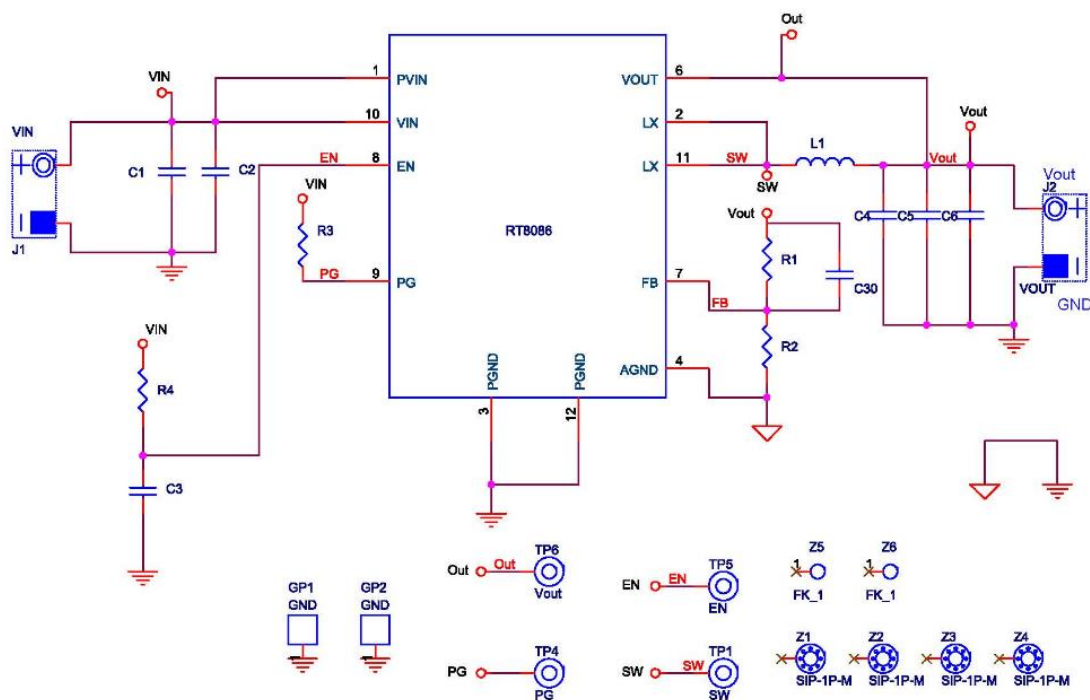 Out
VIN
1
PVIN
VOUT
6
VIN
10
VIN
LX
2
L1
Vout
EN
8
EN
LX
11
SW
Vout
C1
C2
SW
Vout
J2
J1
VIN
R3
RT8086
Vout
C4
C5
C6
R1
PG
9
PG
FB
7
FB
C30
VOUT
GND
VIN
R2
R4
PGND
PGND
AGND
4
3
12
C3
TP6
Out
Out
Vout
TP5
EN
EN
EN
Z5
1
FK_1
Z6
1
FK_1
GP1
GND
1
GP2
GND
1
TP4
PG
PG
TP1
SW
SW
SW
Z1
SIP-1P-M
Z2
SIP-1P-M
Z3
SIP-1P-M
Z4
SIP-1P-M